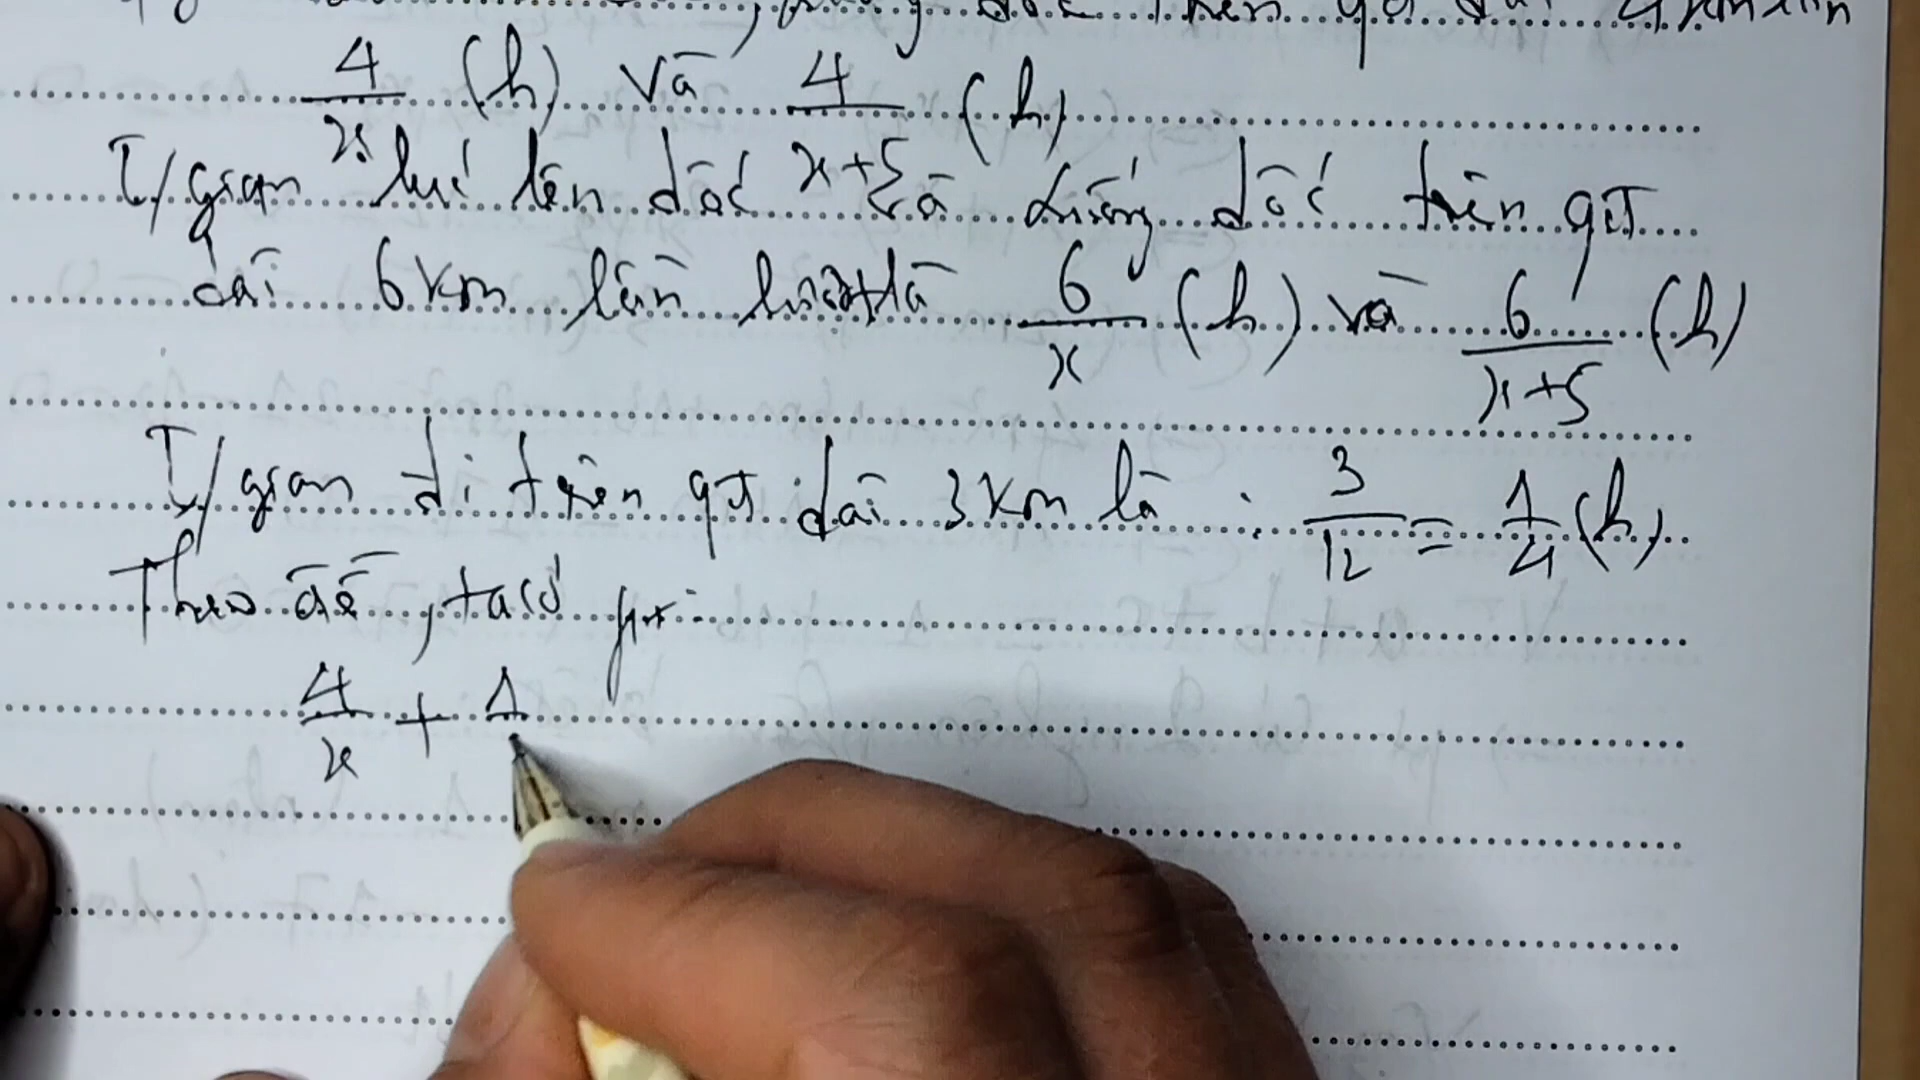 4/x (h) và 4/x+5 (h)
T/gian lúc lên dốc và xuống dốc trên qđ
dài 6km lần lượt là 6/x (h) và 6/x+5 (h)
T/gian đi trên qđ dài 3km là : 3/12 = 1/4 (h)
Theo đề, ta có pt:
4/x + 1